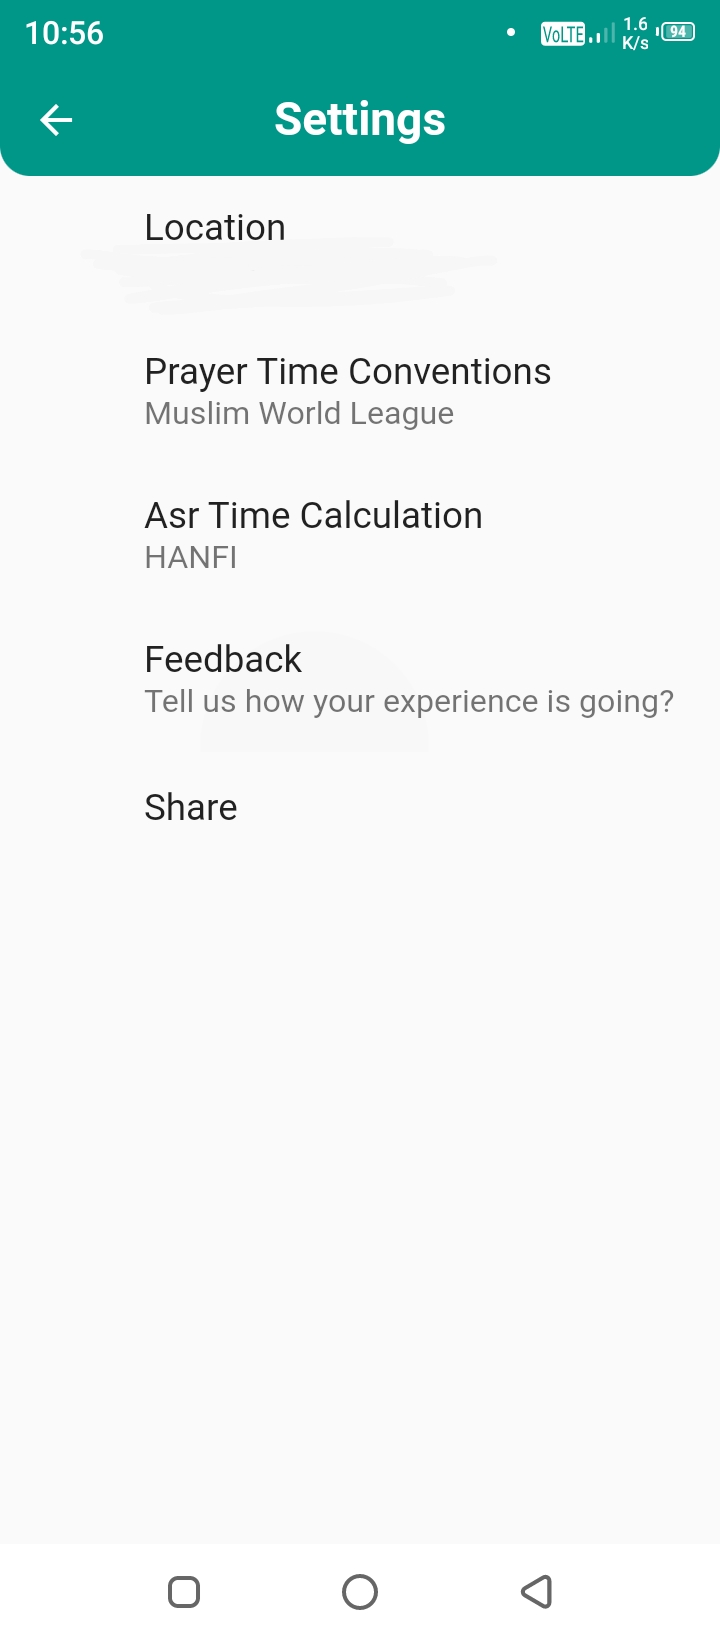 10:56
VoLTE
1.6
K/s
94
Settings
Location
Prayer Time Conventions
Muslim World League
Asr Time Calculation
HANFI
Feedback
Tell us how your experience is going?
Share